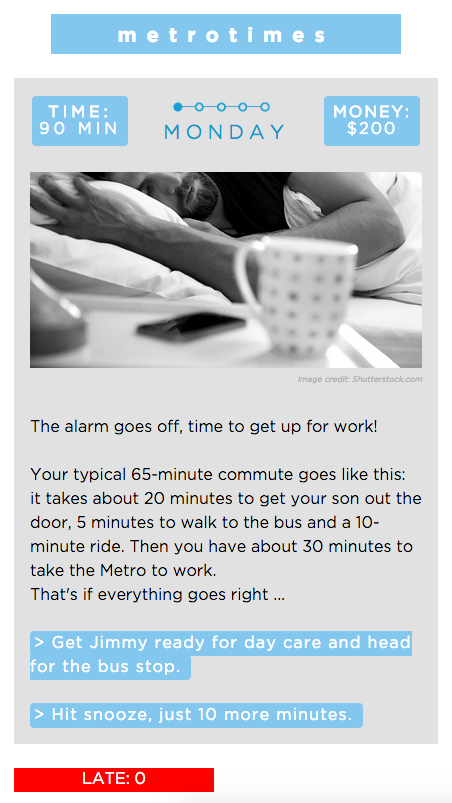 metrotimes
TIME:
90 MIN
MONDAY
MONEY:
$200
Image credit: Shutterstock.com
The alarm goes off, time to get up for work!
Your typical 65-minute commute goes like this:
it takes about 20 minutes to get your son out the
door, 5 minutes to walk to the bus and a 10-
minute ride. Then you have about 30 minutes to
take the Metro to work.
That's if everything goes right ...
> Get Jimmy ready for day care and head
for the bus stop.
> Hit snooze, just 10 more minutes.
LATE: 0